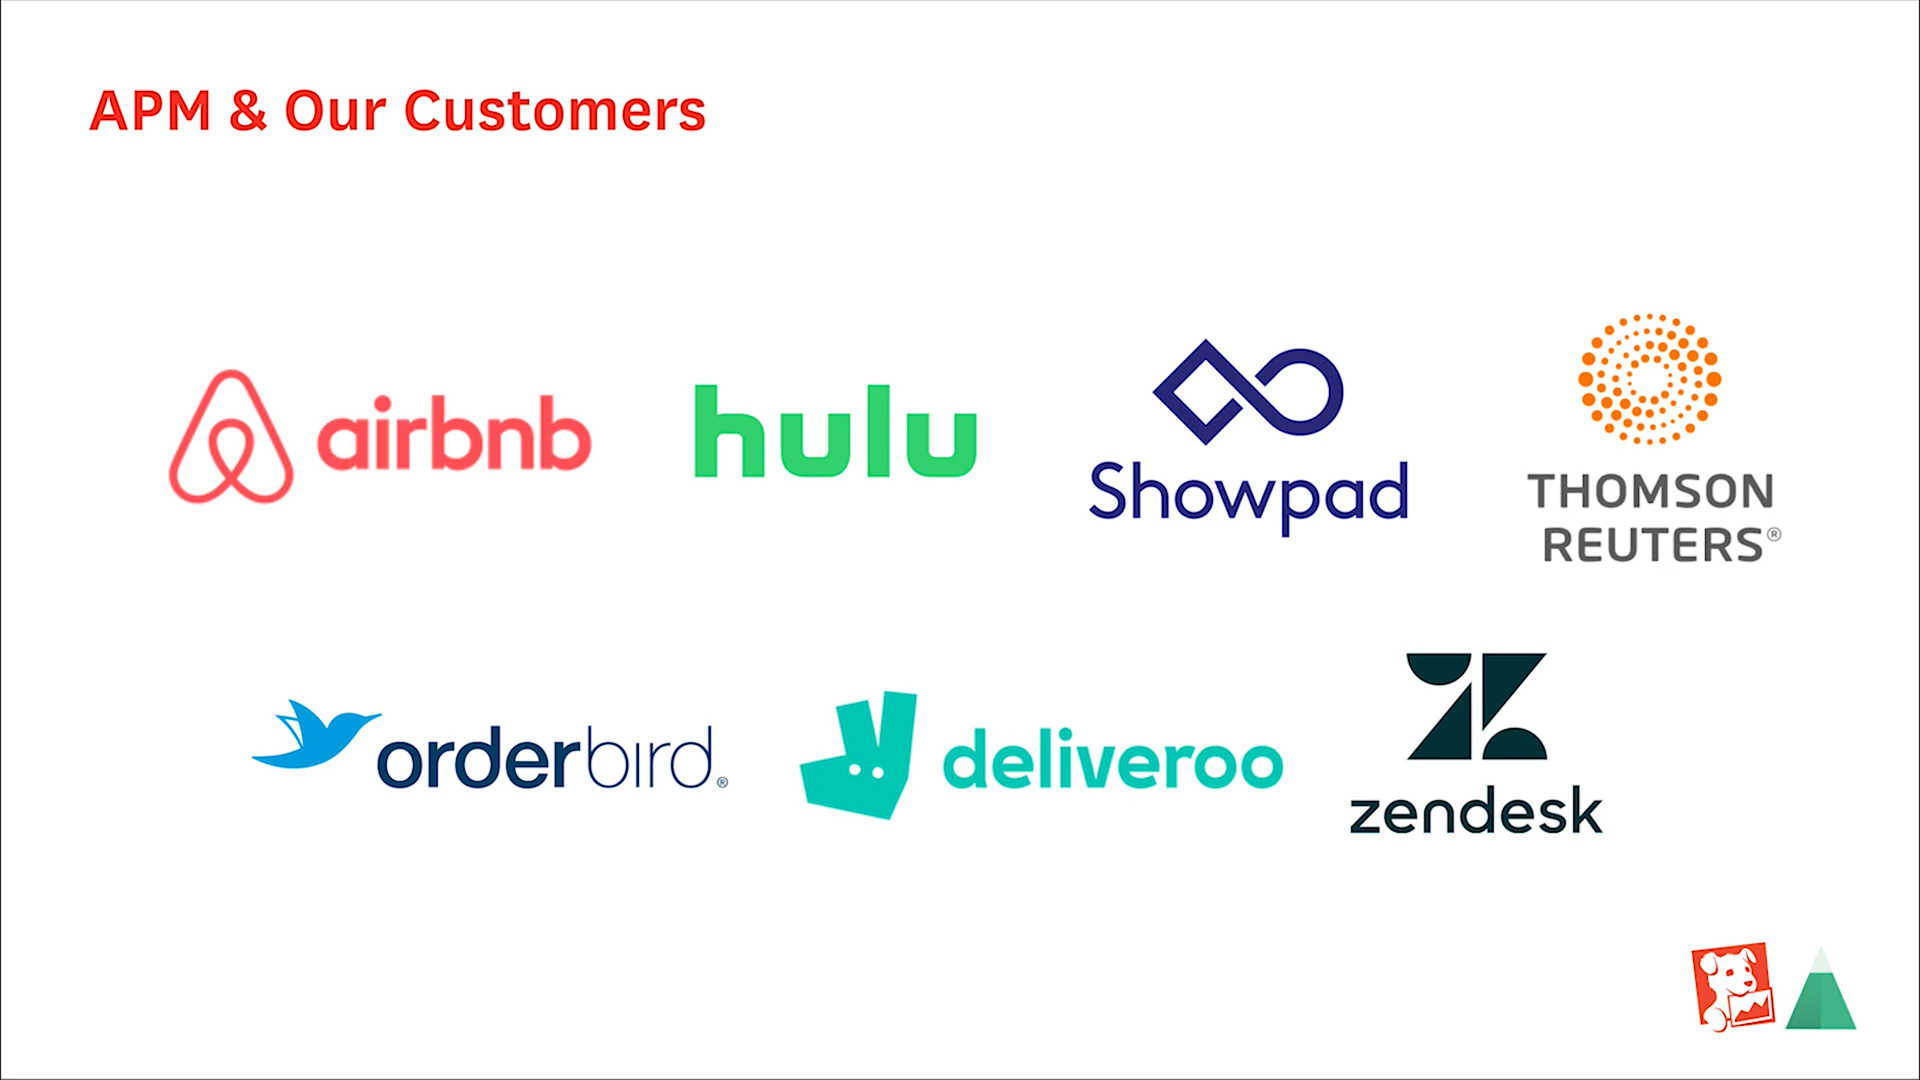 APM & Our Customers
airbnb
hulu
Showpad
THOMSON
REUTERS®
orderbird®
deliveroo
zendesk